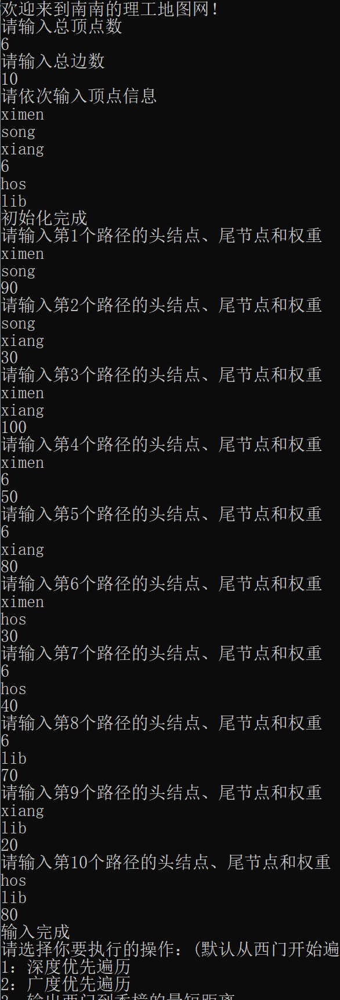 欢迎来到南南的理工地图网！
请输入总顶点数
6
请输入总边数
10
请依次输入顶点信息
ximen
song
xiang
6
hos
lib
初始化完成
请输入第1个路径的头结点、尾节点和权重
ximen
song
90
请输入第2个路径的头结点、尾节点和权重
song
xiang
30
请输入第3个路径的头结点、尾节点和权重
ximen
xiang
100
请输入第4个路径的头结点、尾节点和权重
ximen
6
50
请输入第5个路径的头结点、尾节点和权重
6
xiang
80
请输入第6个路径的头结点、尾节点和权重
ximen
hos
30
请输入第7个路径的头结点、尾节点和权重
6
hos
40
请输入第8个路径的头结点、尾节点和权重
6
lib
70
请输入第9个路径的头结点、尾节点和权重
xiang
lib
20
请输入第10个路径的头结点、尾节点和权重
hos
lib
80
输入完成
请选择你要执行的操作：(默认从西门开始遍
1：深度优先遍历
2：广度优先遍历